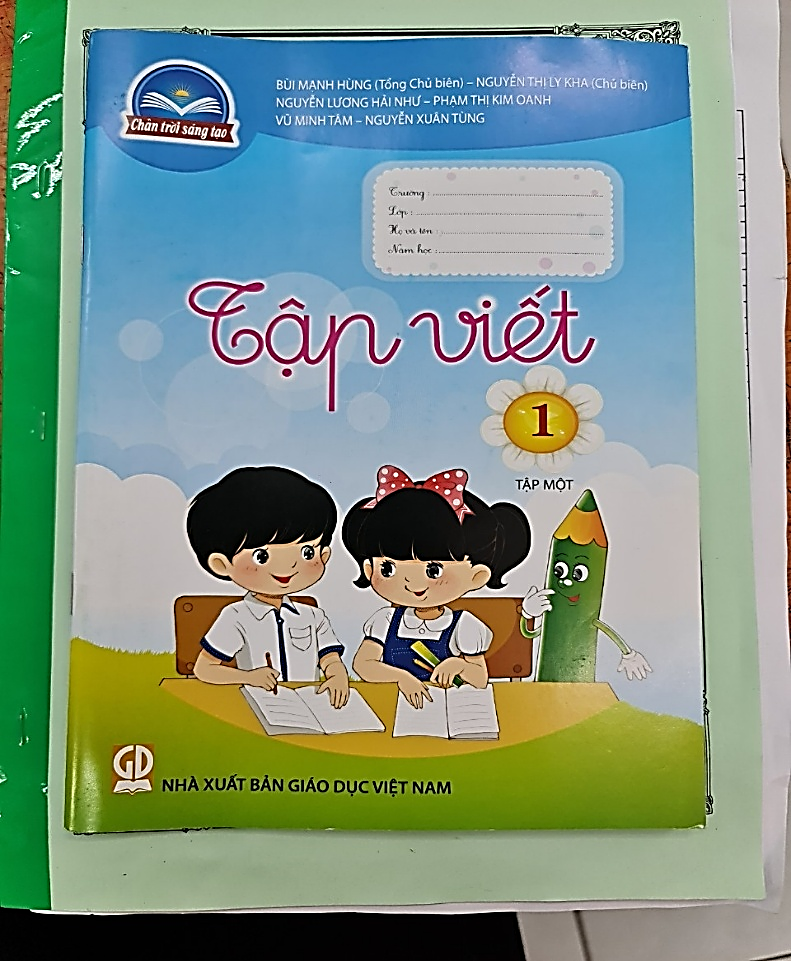 BÙI MẠNH HÙNG (Tổng Chủ biên) – NGUYỄN THỊ LY KHA (Chủ biên)
NGUYỄN LƯƠNG HẢI NHƯ – PHẠM THỊ KIM OANH
VŨ MINH TÂM – NGUYỄN XUÂN TÙNG
Chân trời sáng tạo
Trường :
Lớp :
Họ và tên :
Năm học :
Tập viết
1
TẬP MỘT
GD
NHÀ XUẤT BẢN GIÁO DỤC VIỆT NAM